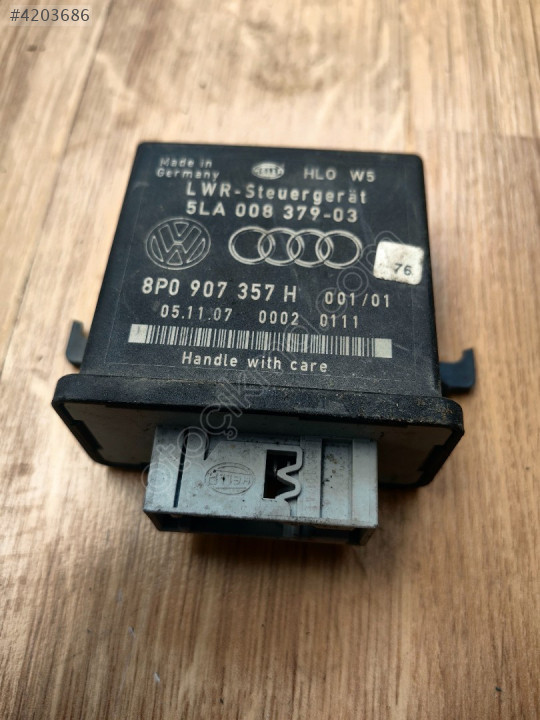 #4203686
Made in
Germany
HELLA
HLO W5
LWR-Steuergerät
5LA 008 379-03
76
8P0 907 357 H 001/01
05.11.07 0002 0111
Handle with care
HELLA